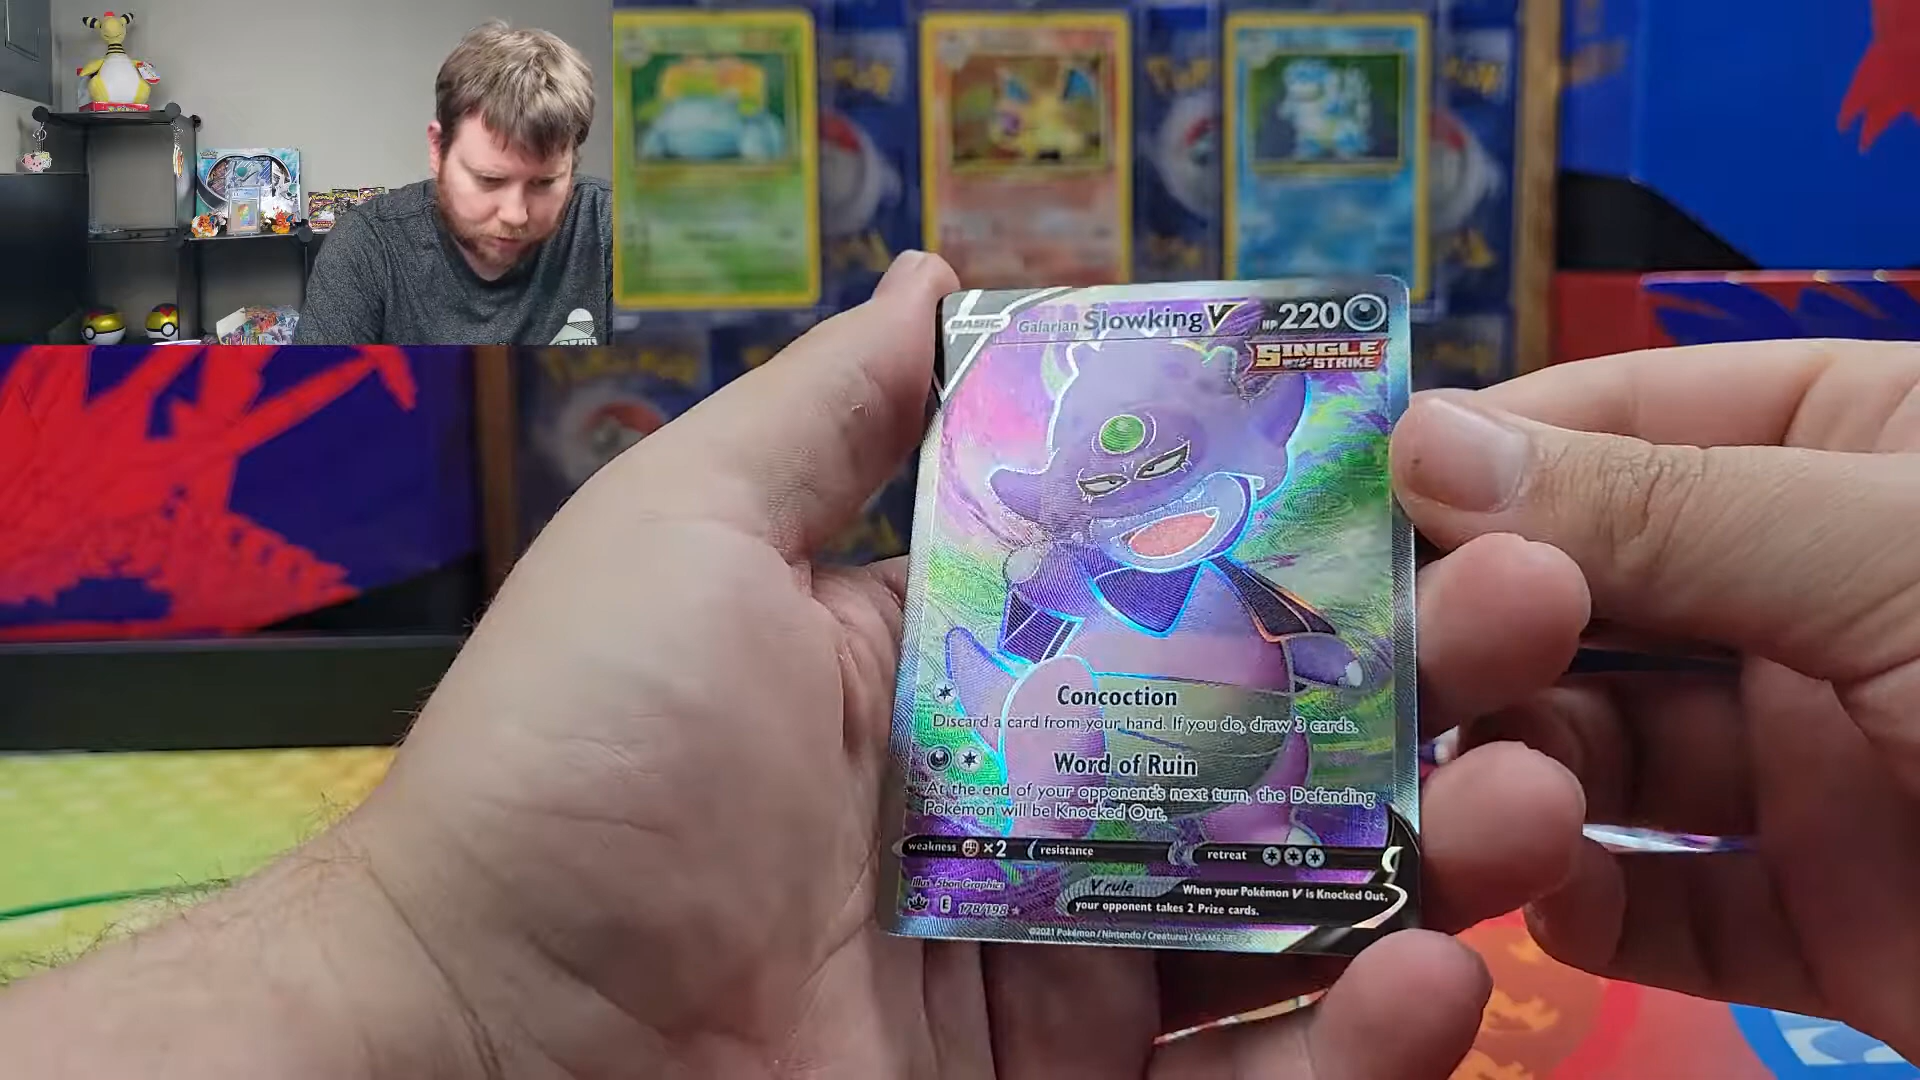 BASIC Galarian Slowking V HP 220
SINGLE STRIKE
Concoction
Discard a card from your hand. If you do, draw 3 cards.
Word of Ruin
At the end of your opponent's next turn, the Defending
Pokémon will be Knocked Out.
weakness ×2 resistance retreat
Illus. 5ban Graphics
V rule When your Pokémon V is Knocked Out,
your opponent takes 2 Prize cards.
E 178/198
©2021 Pokémon / Nintendo / Creatures / GAME